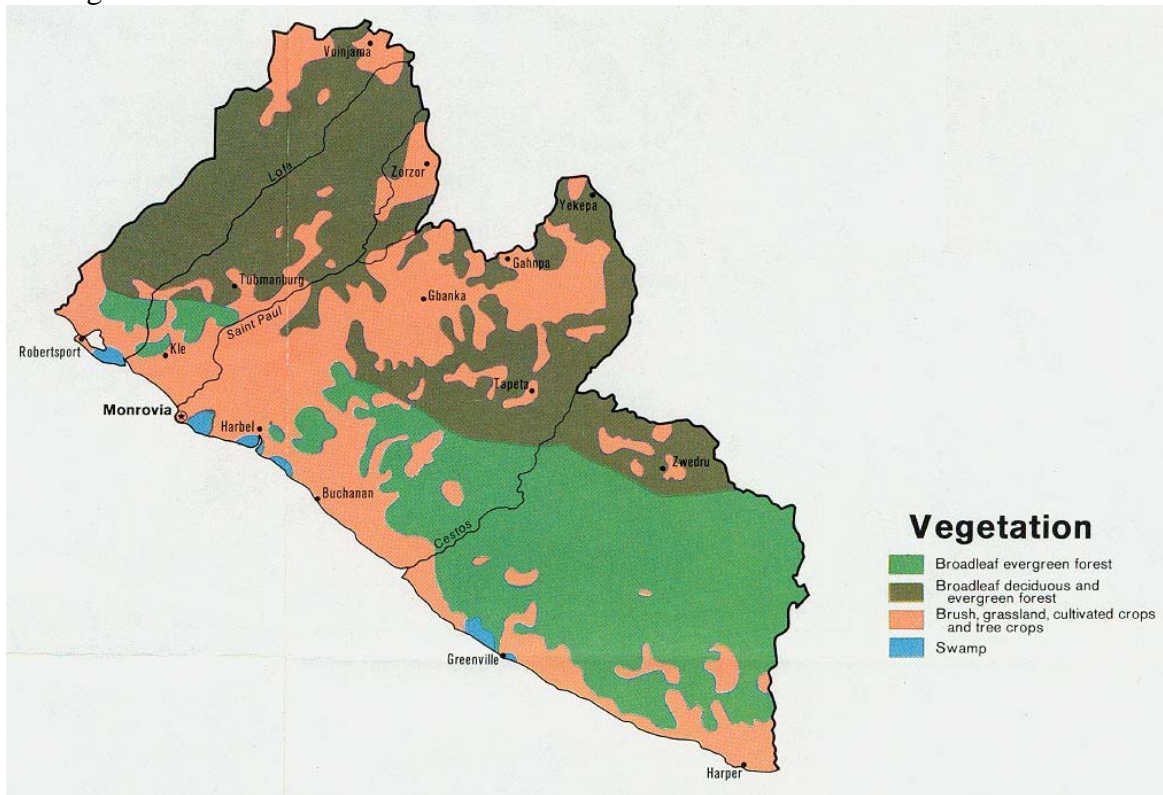 Voinjama
Lofa
Zorzor
Yekepa
Gahnpa
Tubmanburg
Gbanka
Saint Paul
Robertsport
Kle
Tapeta
Monrovia
Harbel
Zwedru
Buchanan
Cestos
Greenville
Harper
Vegetation
Broadleaf evergreen forest
Broadleaf deciduous and
evergreen forest
Brush, grassland, cultivated crops
and tree crops
Swamp